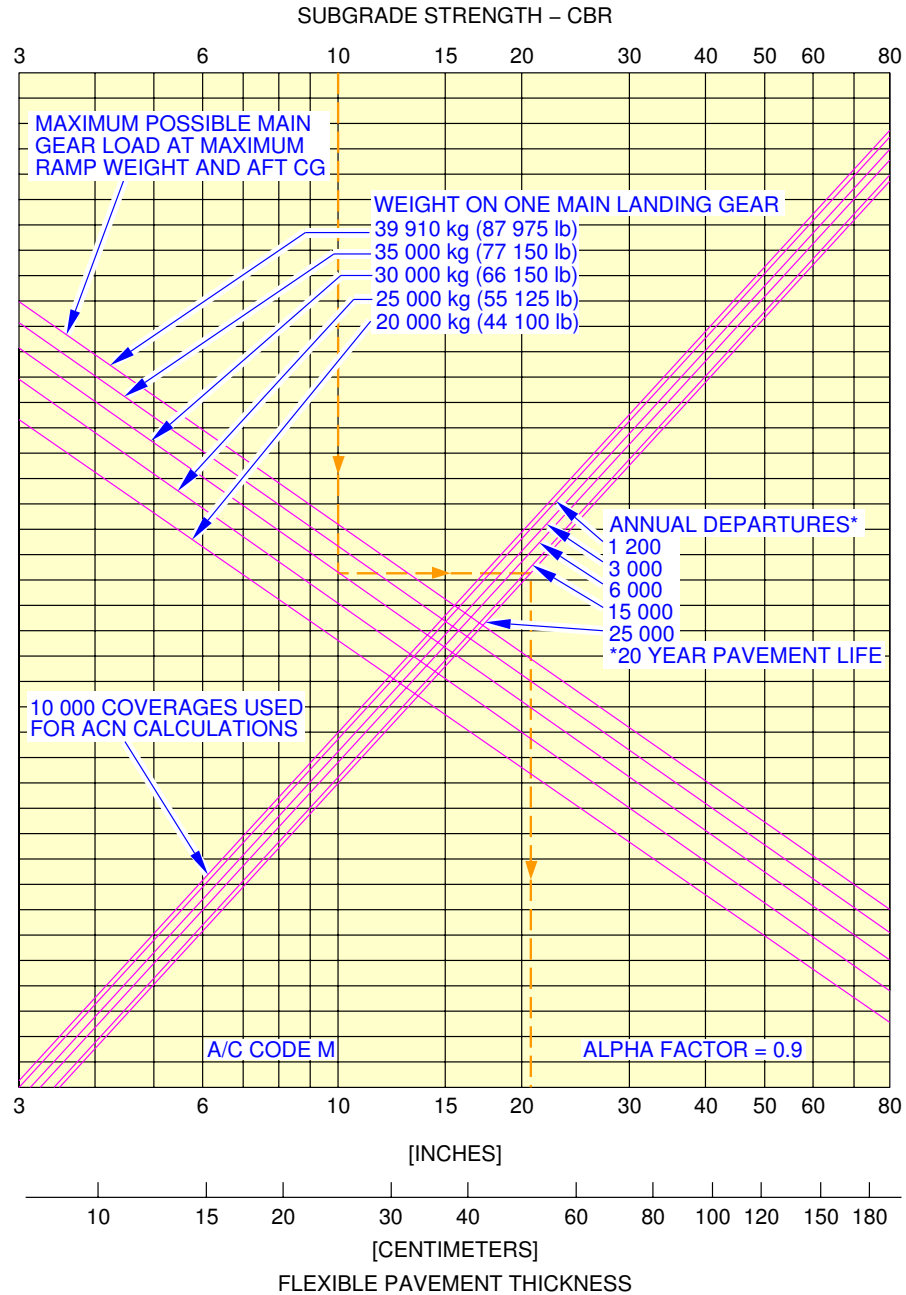 SUBGRADE STRENGTH – CBR
3 6 10 15 20 30 40 50 60 80
MAXIMUM POSSIBLE MAIN
GEAR LOAD AT MAXIMUM
RAMP WEIGHT AND AFT CG
WEIGHT ON ONE MAIN LANDING GEAR
39 910 kg (87 975 lb)
35 000 kg (77 150 lb)
30 000 kg (66 150 lb)
25 000 kg (55 125 lb)
20 000 kg (44 100 lb)
ANNUAL DEPARTURES*
1 200
3 000
6 000
15 000
25 000
*20 YEAR PAVEMENT LIFE
10 000 COVERAGES USED
FOR ACN CALCULATIONS
A/C CODE M
ALPHA FACTOR = 0.9
3 6 10 15 20 30 40 50 60 80
[INCHES]
10 15 20 30 40 60 80 100 120 150 180
[CENTIMETERS]
FLEXIBLE PAVEMENT THICKNESS